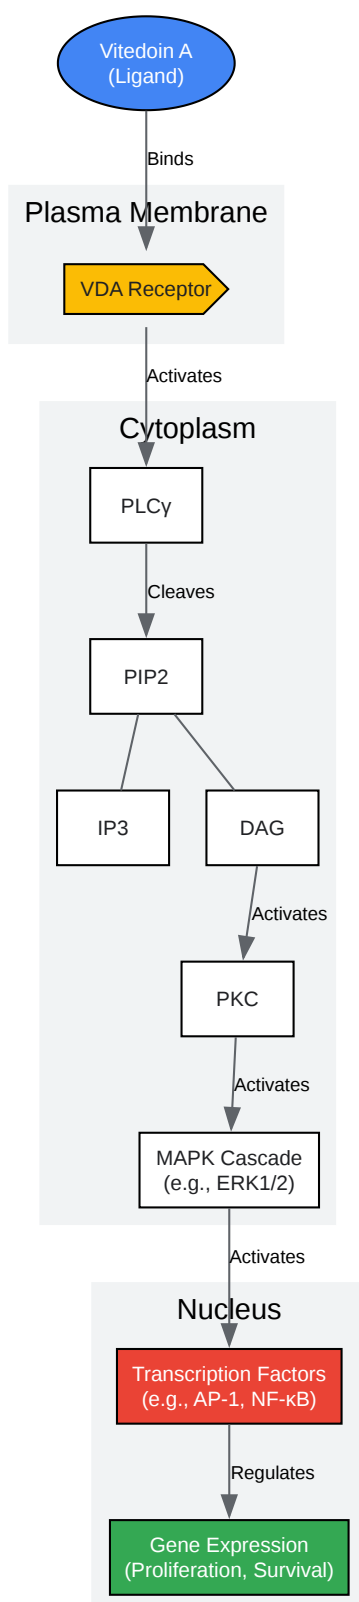 Vitedoin A
(Ligand)
Binds
Plasma Membrane
VDA Receptor
Activates
Cytoplasm
PLCγ
Cleaves
PIP2
IP3
DAG
Activates
PKC
Activates
MAPK Cascade
(e.g., ERK1/2)
Activates
Nucleus
Transcription Factors
(e.g., AP-1, NF-κB)
Regulates
Gene Expression
(Proliferation, Survival)